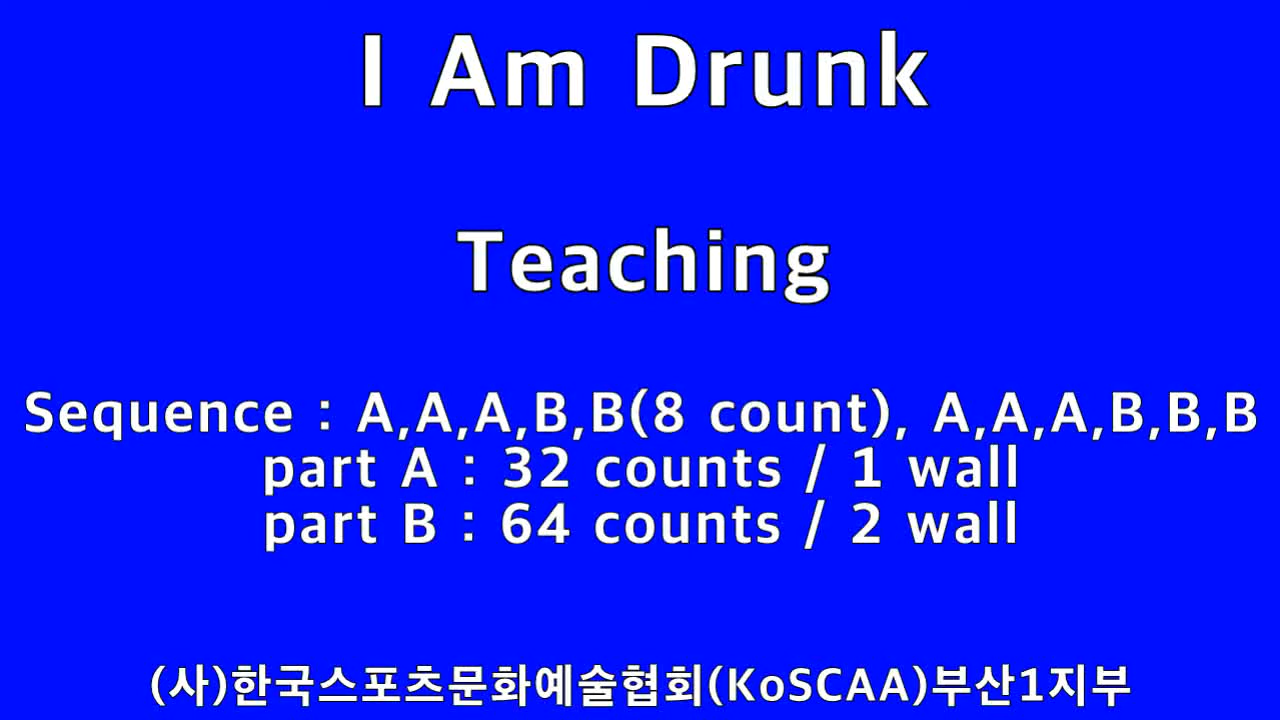 I Am Drunk
Teaching
Sequence : A,A,A,B,B(8 count), A,A,A,B,B,B
part A : 32 counts / 1 wall
part B : 64 counts / 2 wall
(사)한국스포츠문화예술협회(KoSCAA)부산1지부